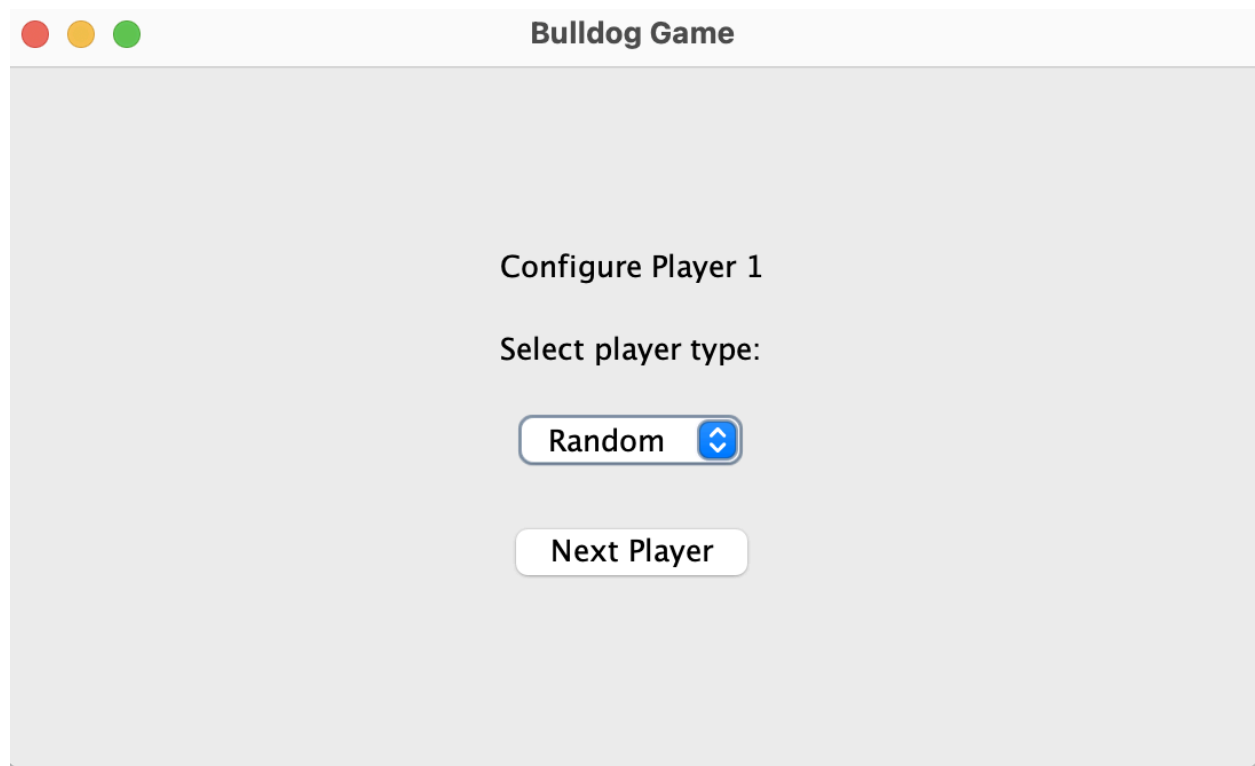 Bulldog Game
Configure Player 1
Select player type:
Random
Next Player